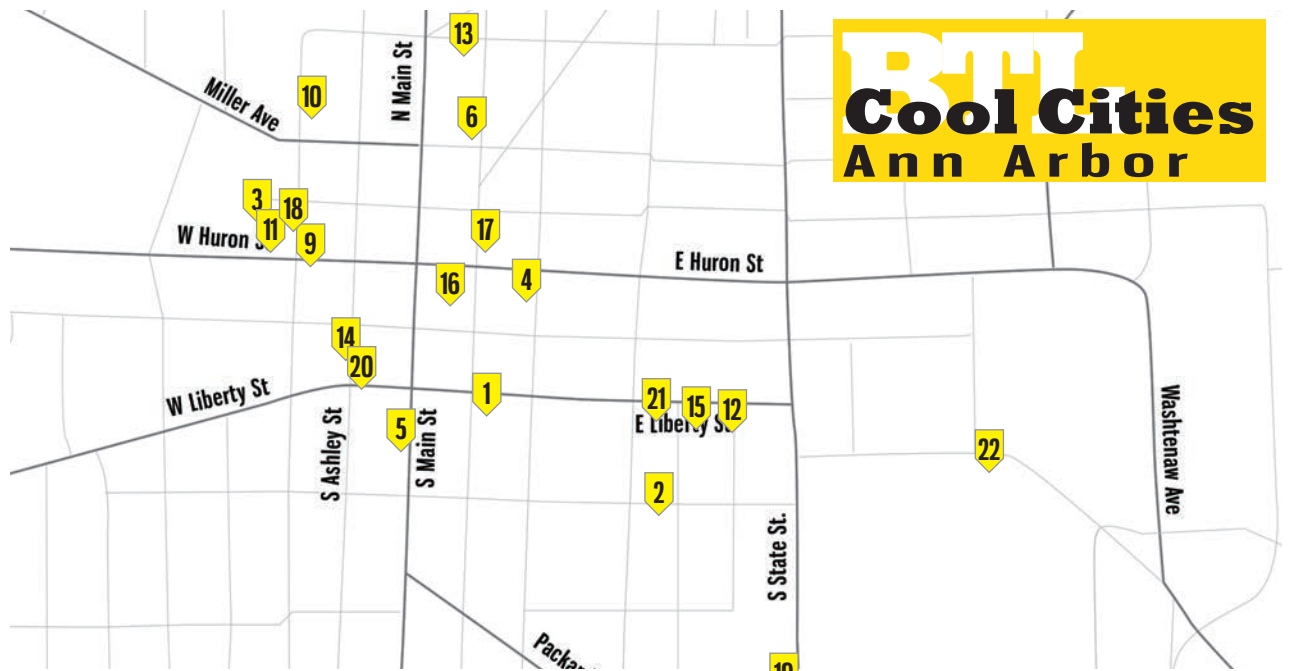 BTL
Cool Cities
Ann Arbor
13
N Main St
10
Miller Ave
6
3
18
11
17
W Huron S
9
E Huron St
16
4
14
20
1
W Liberty St
21
15
12
E Liberty St
5
S Ashley St
S Main St
22
Washtenaw Ave
2
S State St.
Packar
19